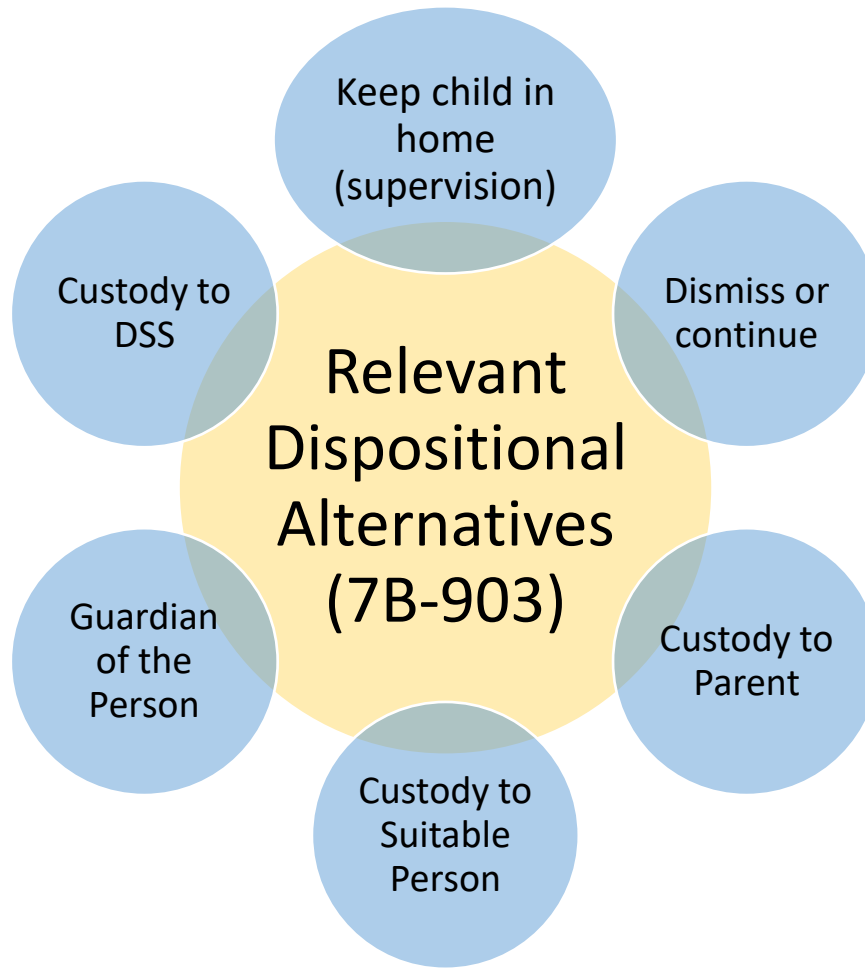 Keep child in
home
(supervision)
Dismiss or
continue
Custody to
Parent
Custody to
Suitable
Person
Guardian
of the
Person
Custody to
DSS
Relevant
Dispositional
Alternatives
(7B-903)